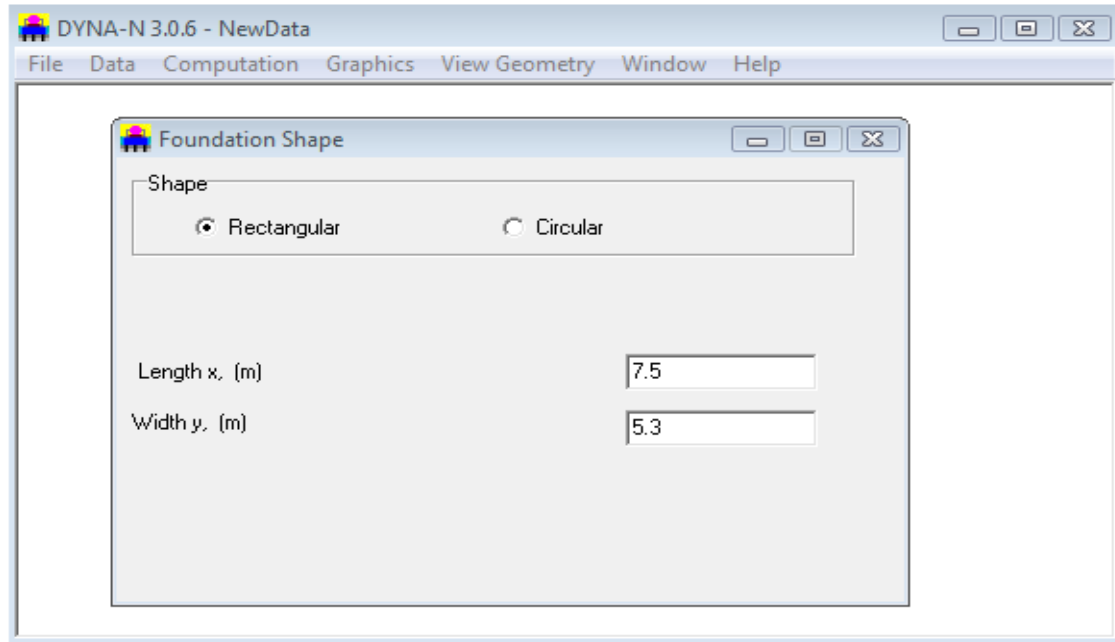 DYNA-N 3.0.6 - NewData
File Data Computation Graphics View Geometry Window Help
Foundation Shape
Shape
Rectangular Circular
Length x, (m) 7.5
Width y, (m) 5.3